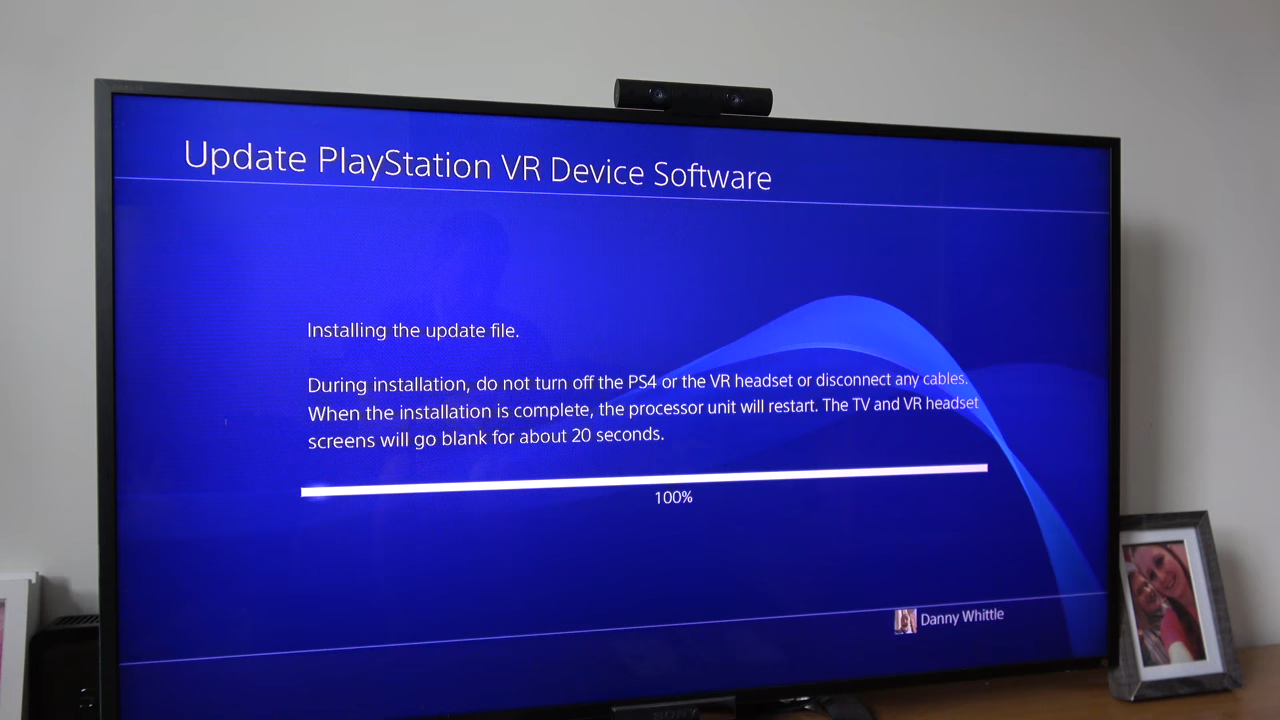 Update PlayStation VR Device Software
Installing the update file.
During installation, do not turn off the PS4 or the VR headset or disconnect any cables.
When the installation is complete, the processor unit will restart. The TV and VR headset
screens will go blank for about 20 seconds.
100%
Danny Whittle
SONY